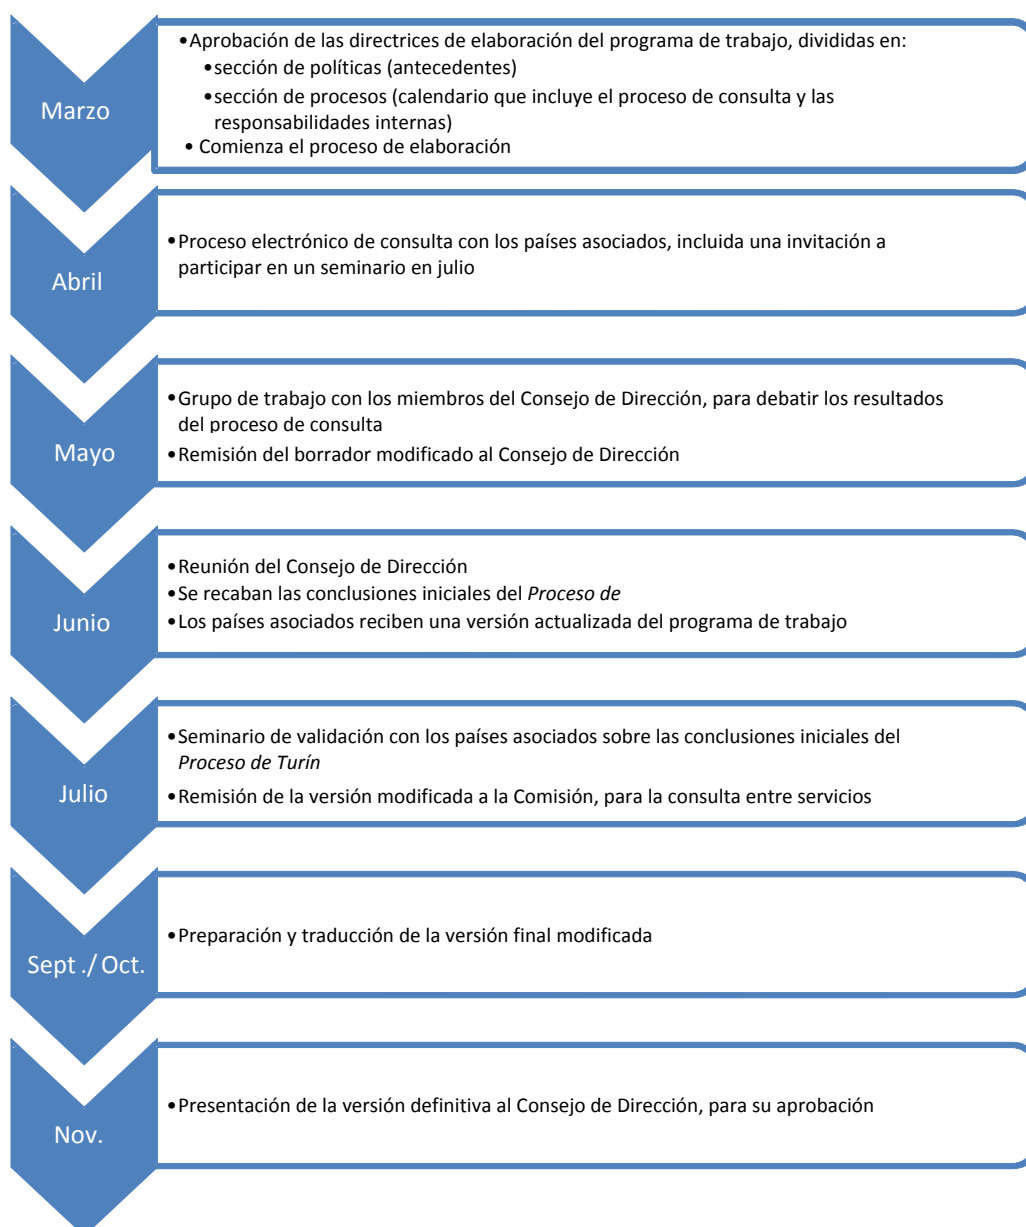 Marzo
•Aprobación de las directrices de elaboración del programa de trabajo, divididas en:
•sección de políticas (antecedentes)
•sección de procesos (calendario que incluye el proceso de consulta y las
responsabilidades internas)
• Comienza el proceso de elaboración
Abril
•Proceso electrónico de consulta con los países asociados, incluida una invitación a
participar en un seminario en julio
Mayo
•Grupo de trabajo con los miembros del Consejo de Dirección, para debatir los resultados
del proceso de consulta
•Remisión del borrador modificado al Consejo de Dirección
Junio
•Reunión del Consejo de Dirección
•Se recaban las conclusiones iniciales del Proceso de
•Los países asociados reciben una versión actualizada del programa de trabajo
Julio
•Seminario de validación con los países asociados sobre las conclusiones iniciales del
Proceso de Turín
•Remisión de la versión modificada a la Comisión, para la consulta entre servicios
Sept ./ Oct.
•Preparación y traducción de la versión final modificada
Nov.
•Presentación de la versión definitiva al Consejo de Dirección, para su aprobación